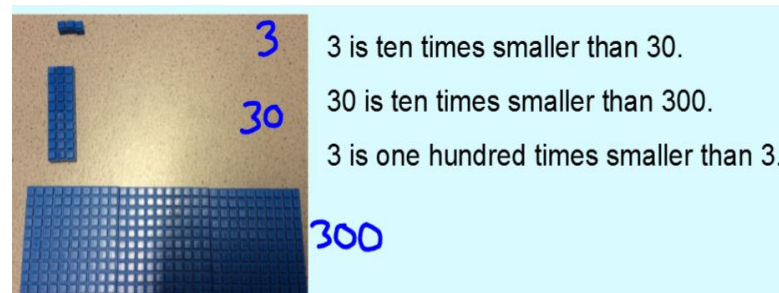 3
3 is ten times smaller than 30.
30
30 is ten times smaller than 300.
3 is one hundred times smaller than 3.
300